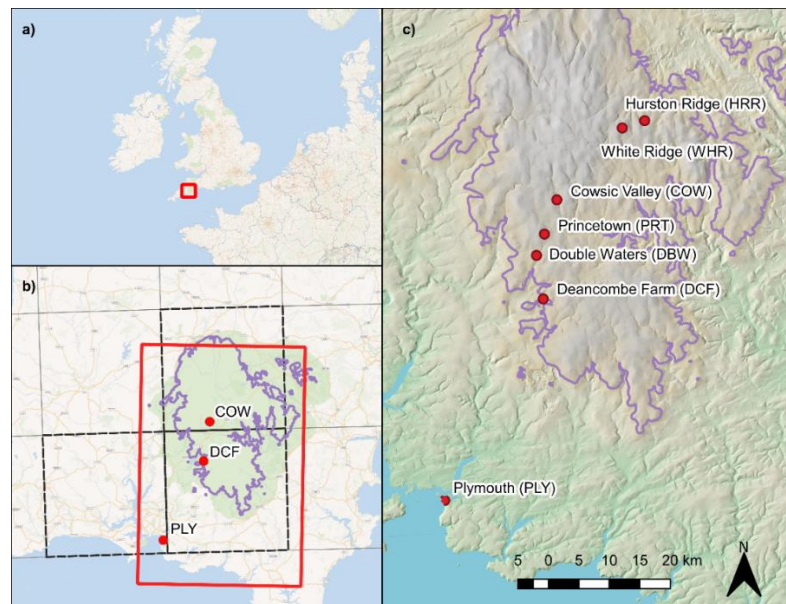 a)
b)
COW
DCF
PLY
c)
Hurston Ridge (HRR)
White Ridge (WHR)
Cowsic Valley (COW)
Princetown (PRT)
Double Waters (DBW)
Deancombe Farm (DCF)
Plymouth (PLY)
N
5 0 5 10 15 20 km